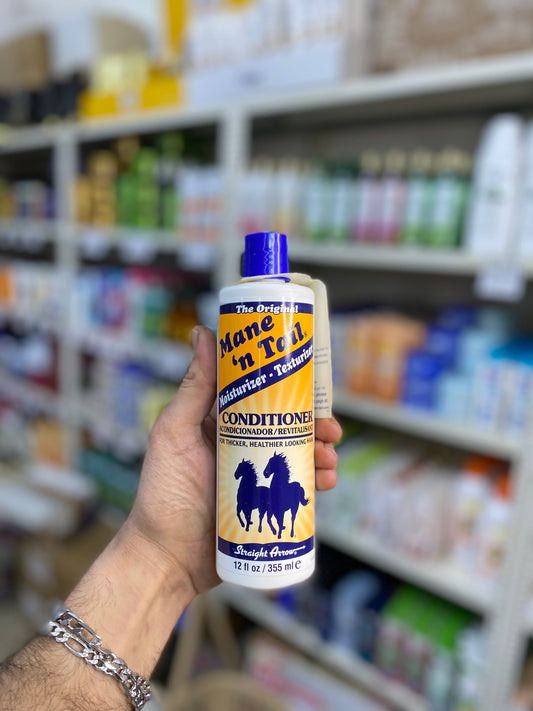 The Original
Mane
'n Tail
Moisturizer - Texturizer
CONDITIONER
ACONDICIONADOR/REVITALISANT
FOR THICKER, HEALTHIER LOOKING HAIR
Straight Arrow
12 fl oz / 355 ml e